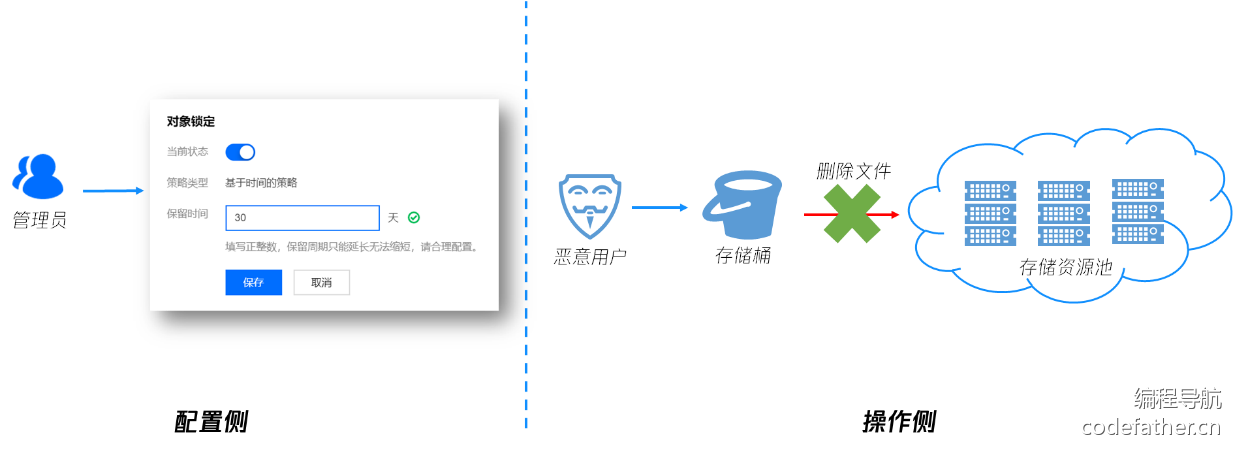 管理员
对象锁定
当前状态
策略类型 基于时间的策略
保留时间 30 天
填写正整数，保留周期只能延长无法缩短，请合理配置。
保存 取消
配置侧
恶意用户
存储桶
删除文件
存储资源池
操作侧
编程导航
codefather.cn